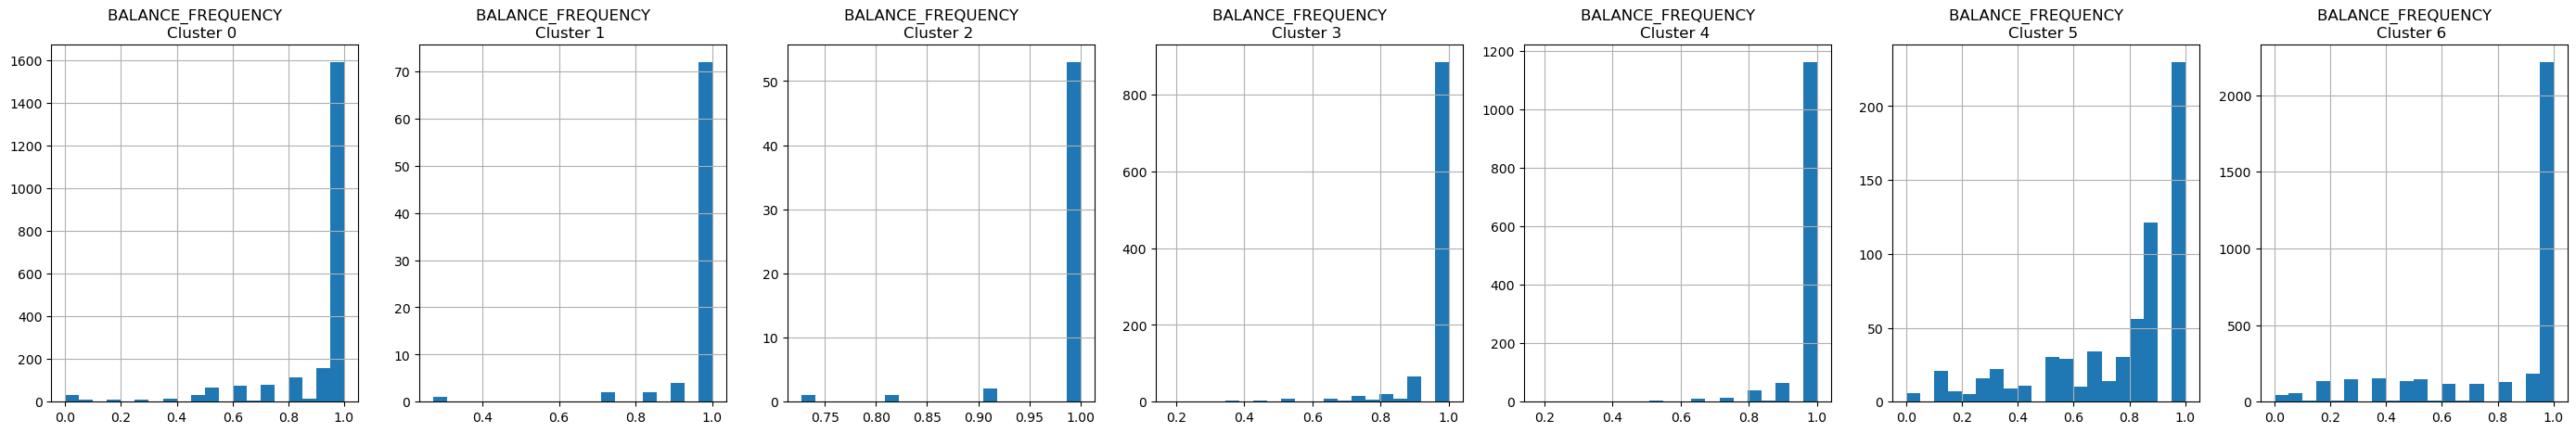 BALANCE_FREQUENCY
Cluster 0
1600
1400
1200
1000
800
600
400
200
0
0.0 0.2 0.4 0.6 0.8 1.0
BALANCE_FREQUENCY
Cluster 1
70
60
50
40
30
20
10
0
0.4 0.6 0.8 1.0
BALANCE_FREQUENCY
Cluster 2
50
40
30
20
10
0
0.75 0.80 0.85 0.90 0.95 1.00
BALANCE_FREQUENCY
Cluster 3
800
600
400
200
0
0.2 0.4 0.6 0.8 1.0
BALANCE_FREQUENCY
Cluster 4
1200
1000
800
600
400
200
0
0.2 0.4 0.6 0.8 1.0
BALANCE_FREQUENCY
Cluster 5
200
150
100
50
0
0.0 0.2 0.4 0.6 0.8 1.0
BALANCE_FREQUENCY
Cluster 6
2000
1500
1000
500
0
0.0 0.2 0.4 0.6 0.8 1.0